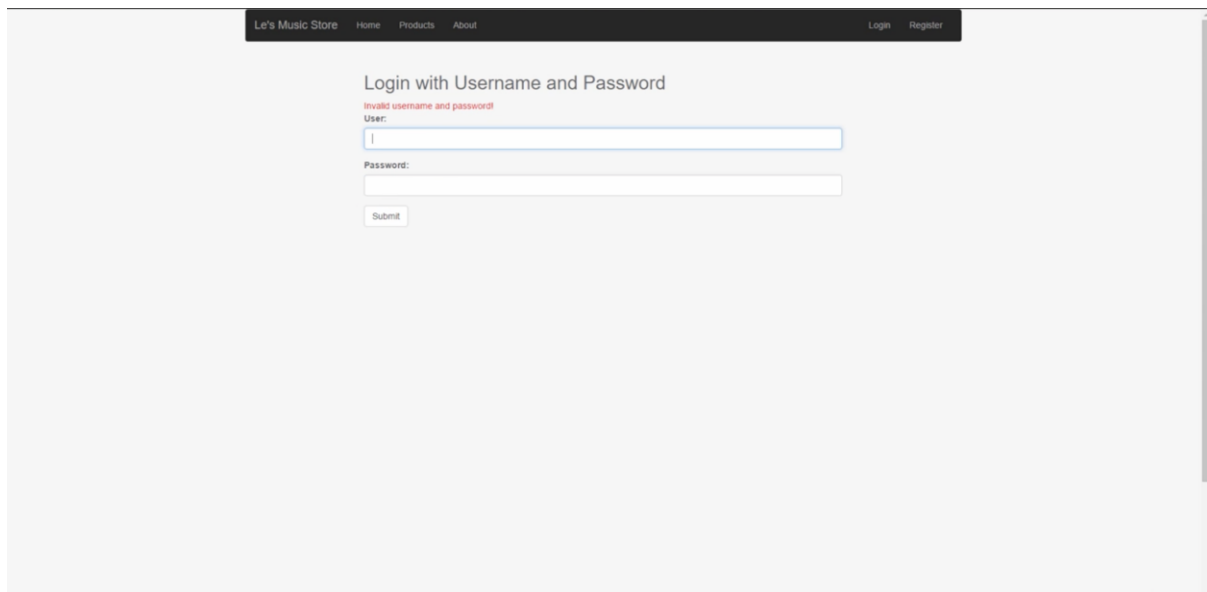 Le's Music Store Home Products About Login Register
Login with Username and Password
Invalid username and password!
User:
Password:
Submit